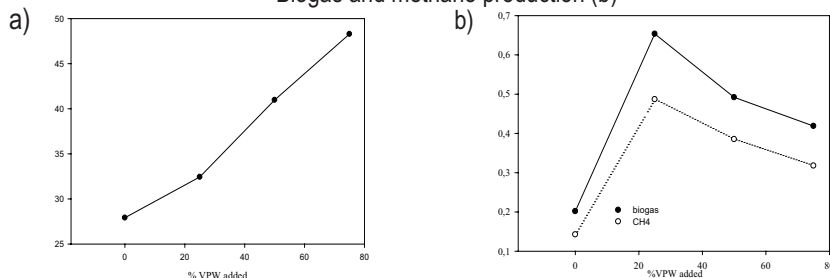 Biogas and methane production (b)
a)
50
45
40
35
30
25
0 20 40 60 80
% VPW added
b)
0,7
0,6
0,5
0,4
0,3
0,2
0,1
biogas
CH4
0 20 40 60 80
%VPW added